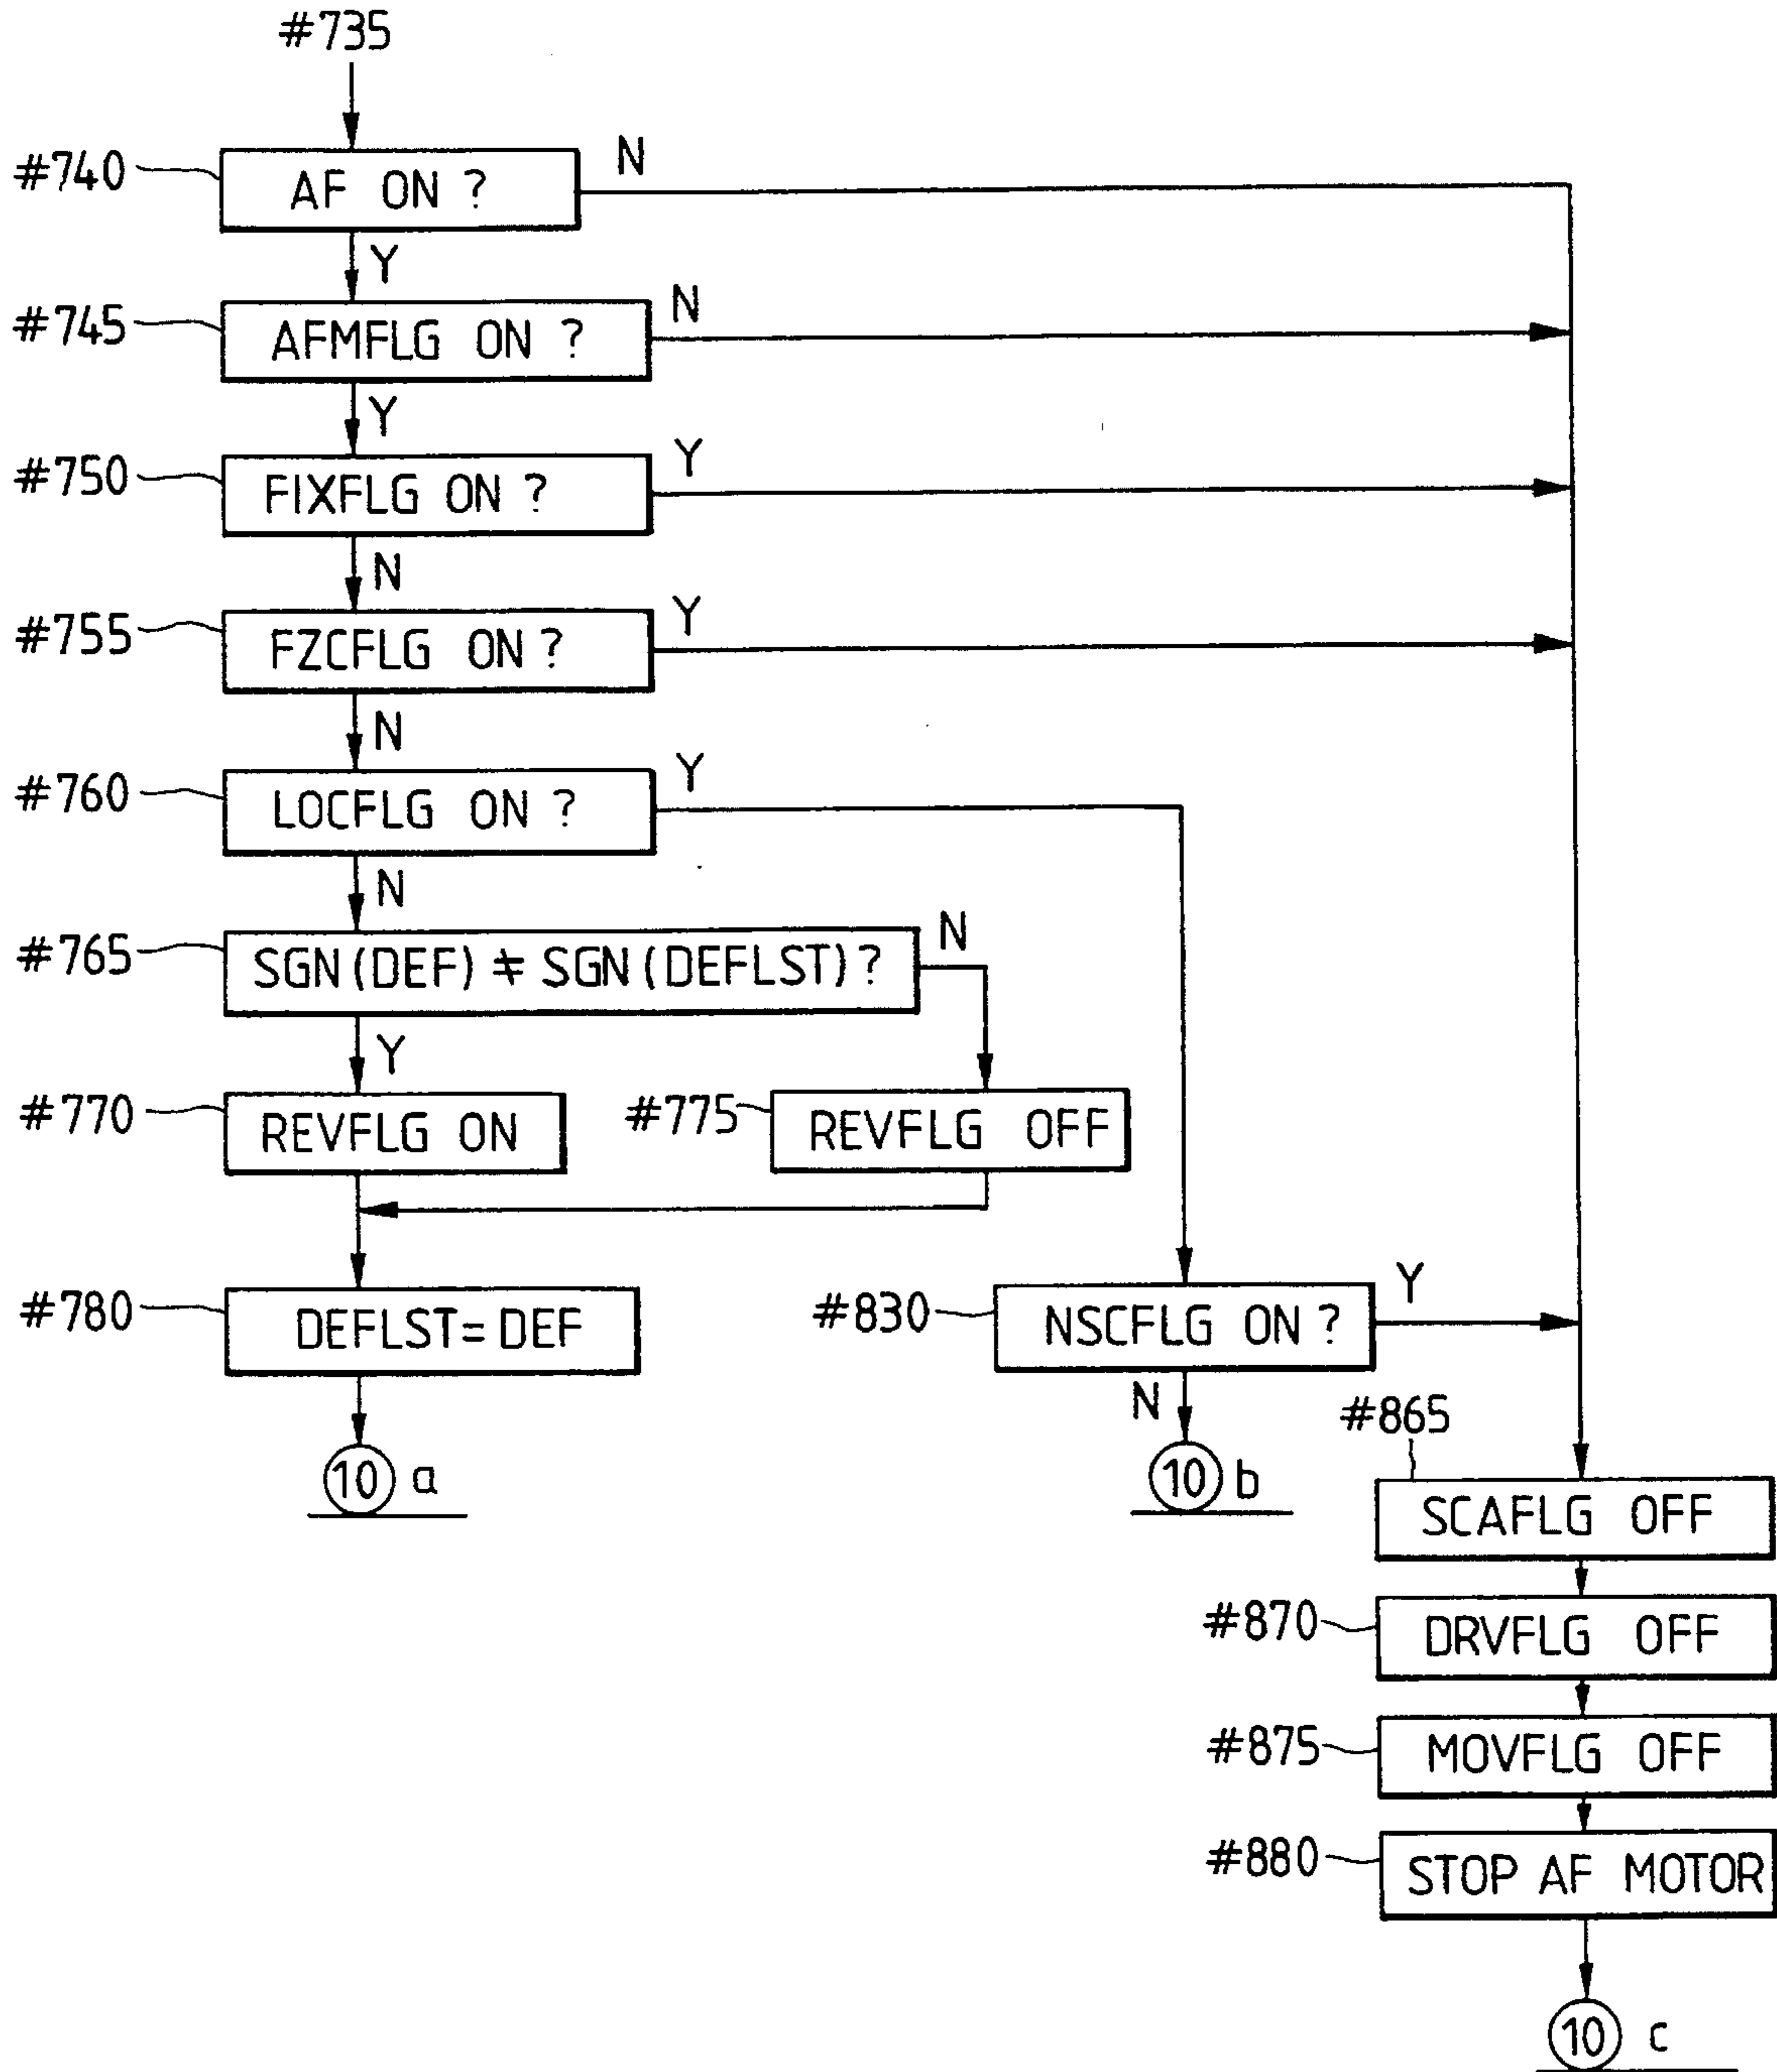 #735
#740
AF ON ?
N
Y
#745
AFMFLG ON ?
N
Y
#750
FIXFLG ON ?
Y
N
#755
FZCFLG ON ?
Y
N
#760
LOCFLG ON ?
Y
N
#765
SGN(DEF) ≠ SGN(DEFLST)?
N
Y
#770
REVFLG ON
#775
REVFLG OFF
#780
DEFLST=DEF
#830
NSCFLG ON ?
Y
N
10 a
10 b
#865
SCAFLG OFF
#870
DRVFLG OFF
#875
MOVFLG OFF
#880
STOP AF MOTOR
10 c